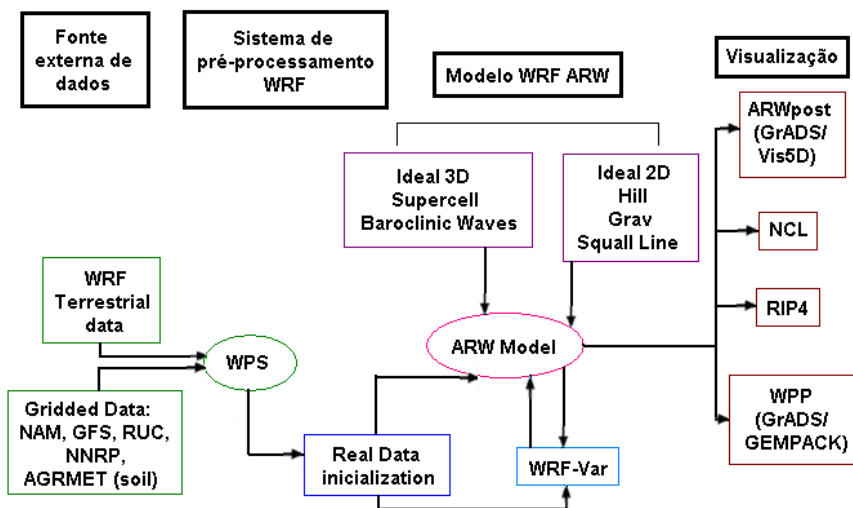 Fonte
externa de
dados
Sistema de
pré-processamento
WRF
Modelo WRF ARW
Visualização
ARWpost
(GrADS/
Vis5D)
Ideal 3D
Supercell
Baroclinic Waves
Ideal 2D
Hill
Grav
Squall Line
NCL
WRF
Terrestrial
data
RIP4
ARW Model
WPS
Gridded Data:
NAM, GFS, RUC,
NNRP,
AGRMET (soil)
WPP
(GrADS/
GEMPACK)
Real Data
inicialization
WRF-Var